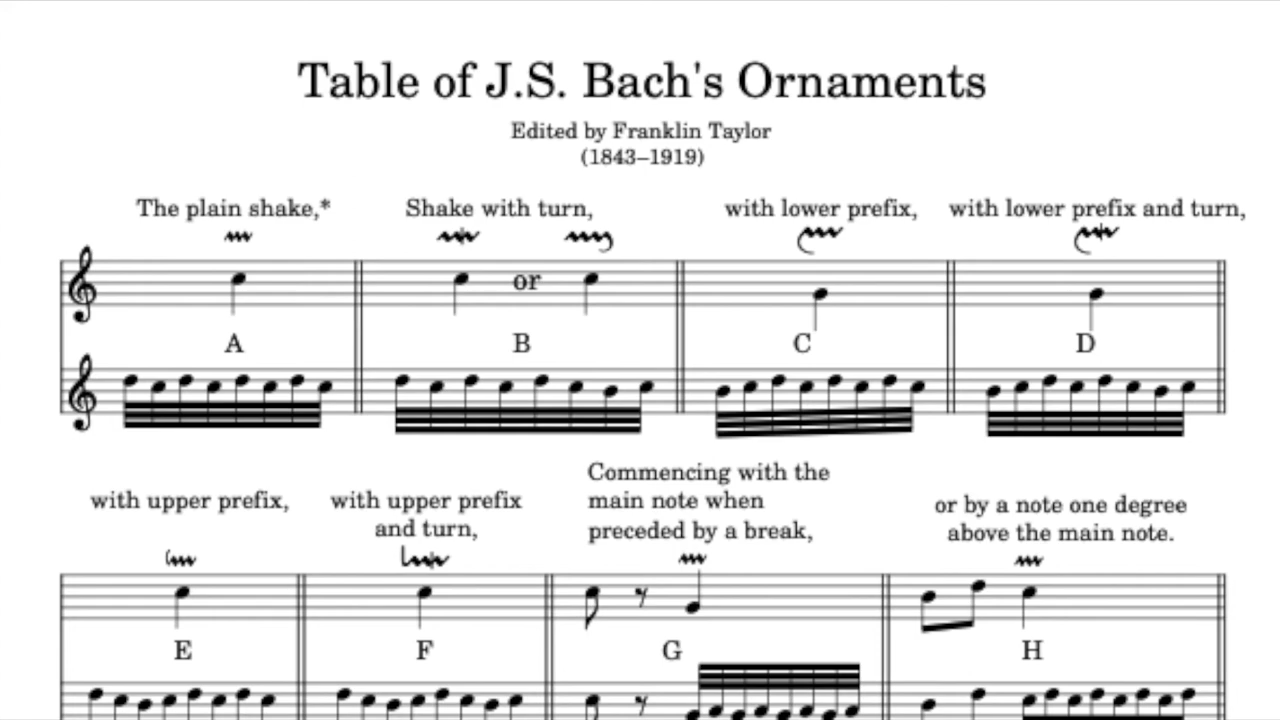 Table of J.S. Bach's Ornaments
Edited by Franklin Taylor
(1843–1919)
The plain shake,* Shake with turn, with lower prefix, with lower prefix and turn,
or
A B C D
with upper prefix,
with upper prefix
and turn,
Commencing with the
main note when
preceded by a break,
or by a note one degree
above the main note.
E F G H